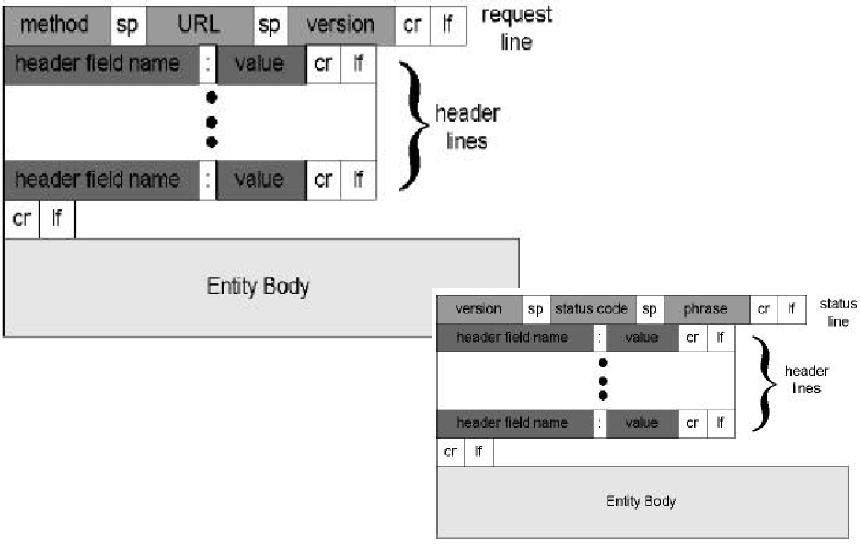 method sp URL sp version cr lf request line
header field name : value cr lf
header lines
header field name : value cr lf
cr lf
Entity Body
version sp status code sp phrase cr lf status line
header field name : value cr lf
header lines
header field name : value cr lf
cr lf
Entity Body